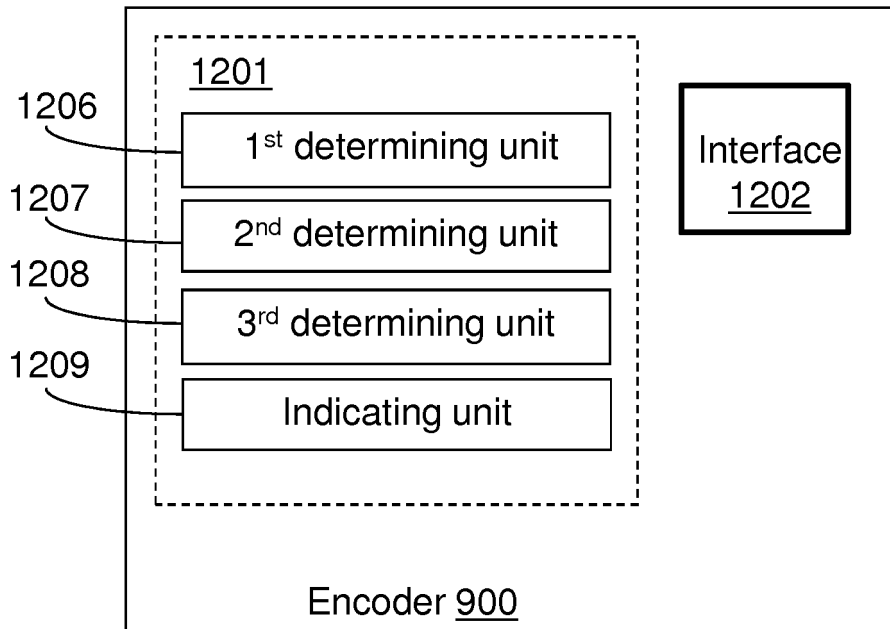 1201
1206
1st determining unit
Interface
1202
1207
2nd determining unit
1208
3rd determining unit
1209
Indicating unit
Encoder 900